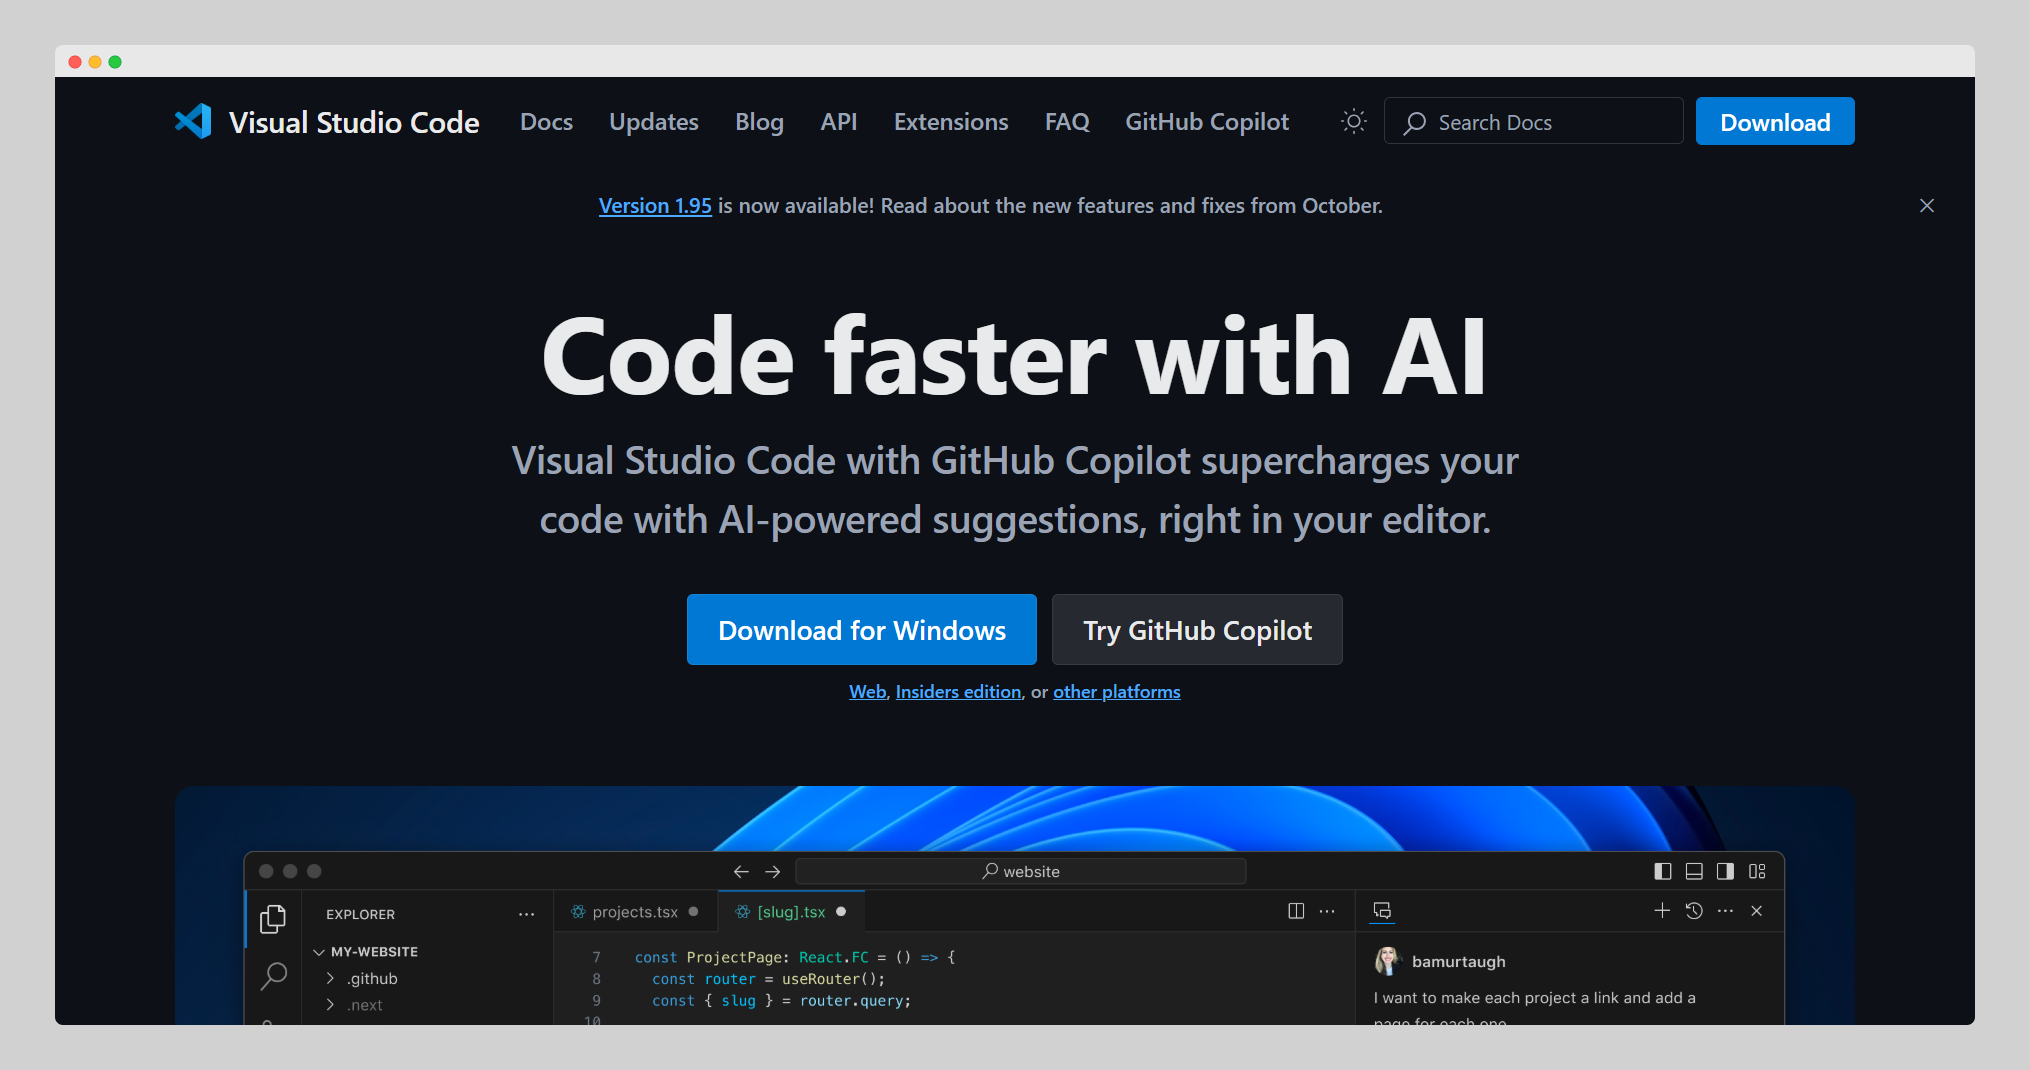 Visual Studio Code Docs Updates Blog API Extensions FAQ GitHub Copilot Search Docs Download
Version 1.95 is now available! Read about the new features and fixes from October.
Code faster with AI
Visual Studio Code with GitHub Copilot supercharges your
code with AI-powered suggestions, right in your editor.
Download for Windows Try GitHub Copilot
Web, Insiders edition, or other platforms
website
EXPLORER
MY-WEBSITE
.github
.next
projects.tsx [slug].tsx
7 const ProjectPage: React.FC = () => {
8 const router = useRouter();
9 const { slug } = router.query;
10
bamurtaugh
I want to make each project a link and add a
page for each one